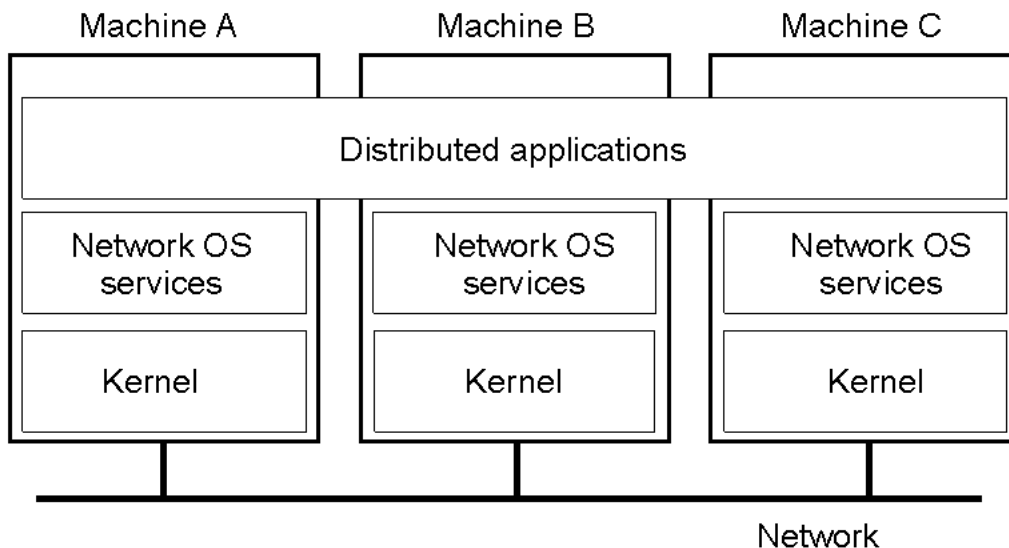 Machine A
Machine B
Machine C
Distributed applications
Network OS
services
Network OS
services
Network OS
services
Kernel
Kernel
Kernel
Network